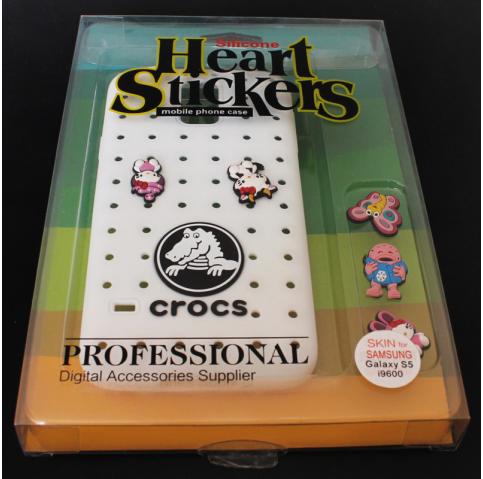 Silicone
Heart
Stickers
mobile phone case
crocs
PROFESSIONAL
Digital Accessories Supplier
SKIN for
SAMSUNG
Galaxy S5
i9600